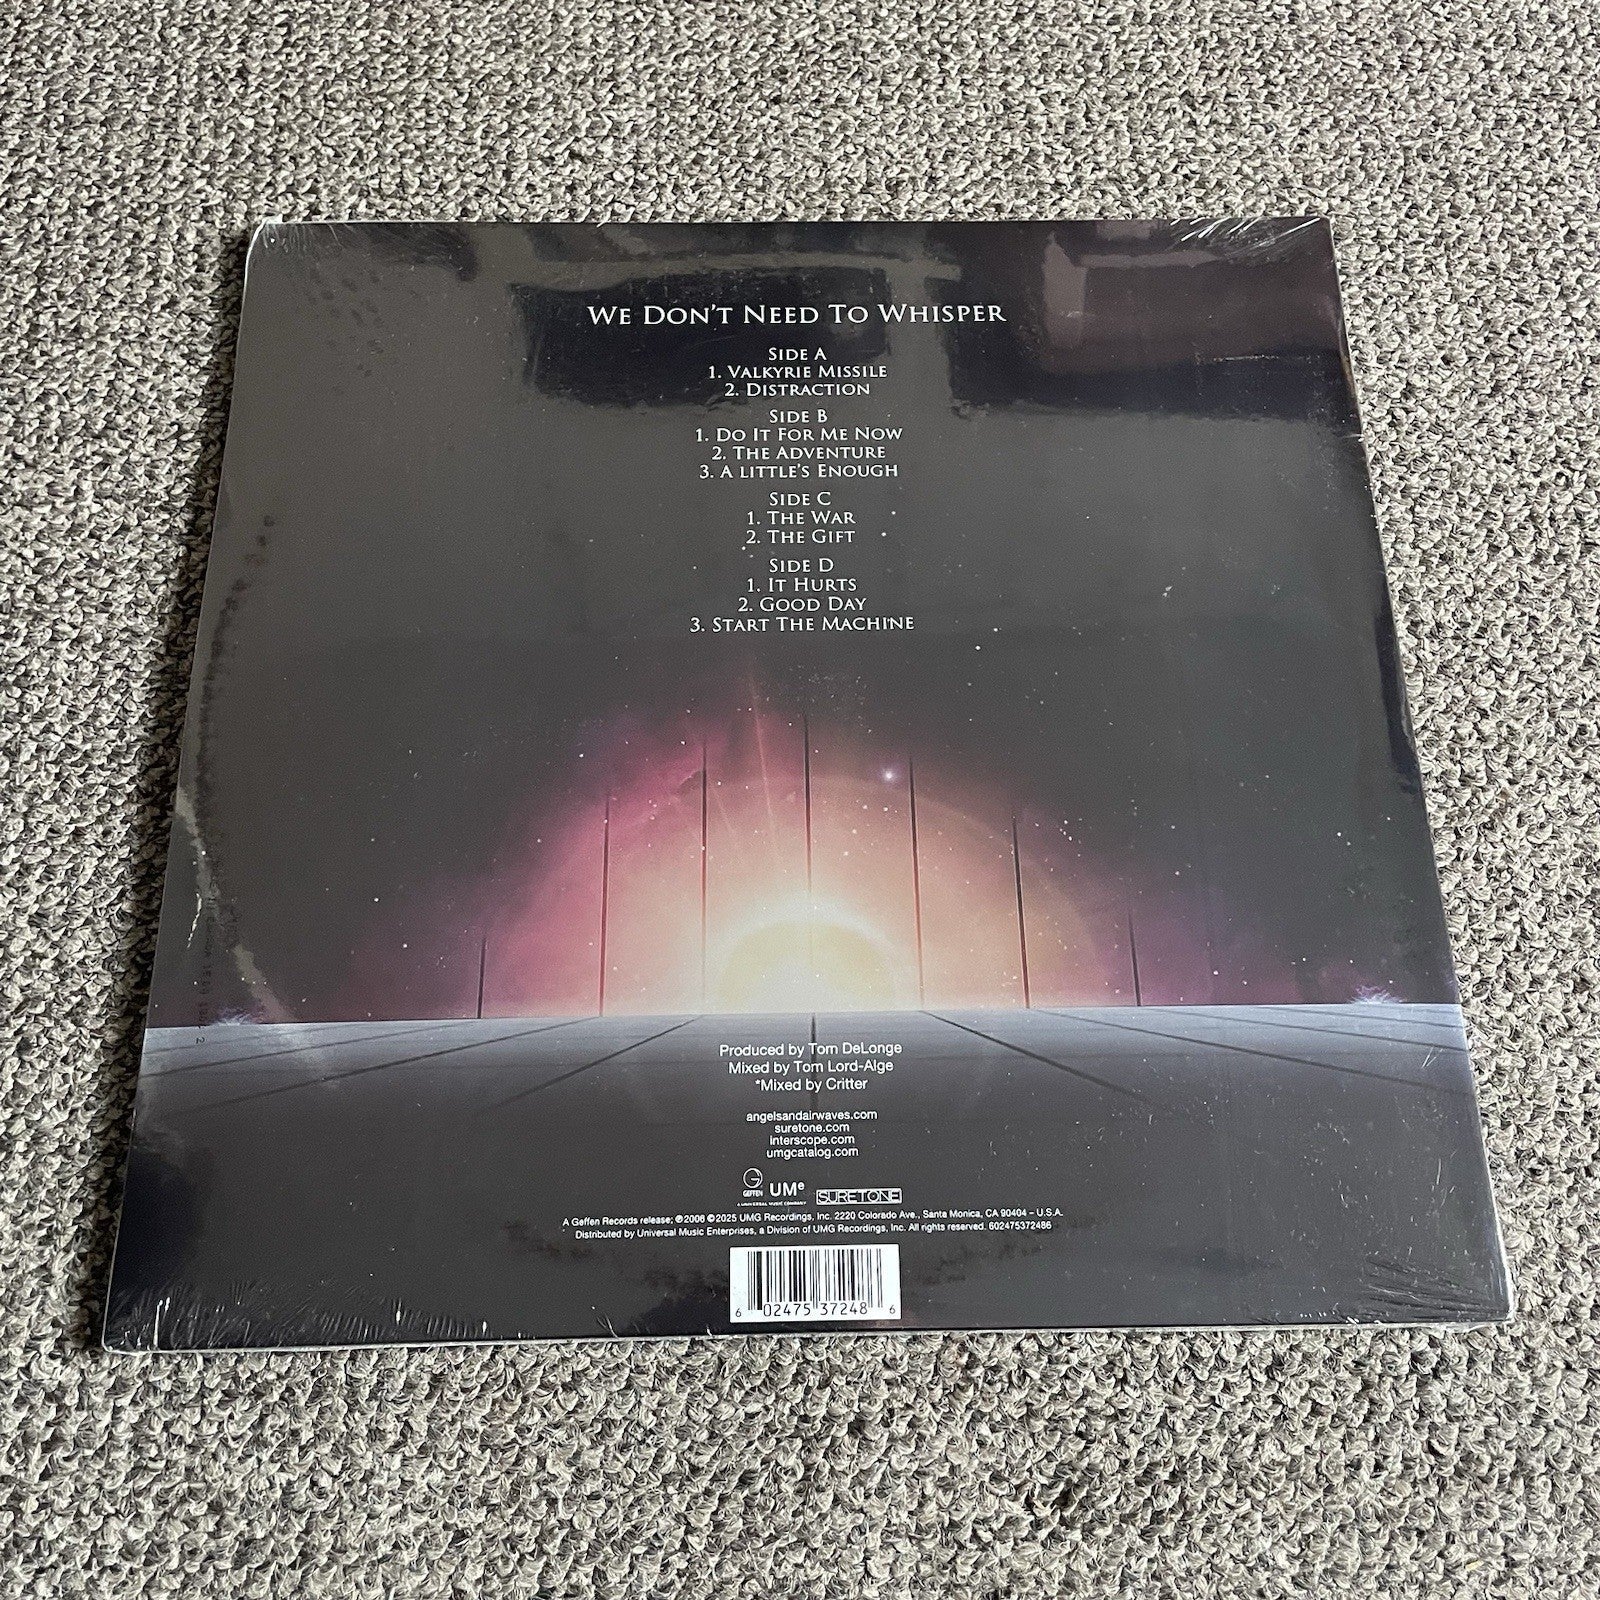 WE DON'T NEED TO WHISPER
SIDE A
1. VALKYRIE MISSILE
2. DISTRACTION
SIDE B
1. DO IT FOR ME NOW
2. THE ADVENTURE
3. A LITTLE'S ENOUGH
SIDE C
1. THE WAR
2. THE GIFT
SIDE D
1. IT HURTS
2. GOOD DAY
3. START THE MACHINE
Produced by Tom DeLonge
Mixed by Tom Lord-Alge
*Mixed by Critter
angelsandairwaves.com
suretone.com
interscope.com
umgcatalog.com
GEFFEN UMe SURETONE
A UNIVERSAL MUSIC COMPANY
A Geffen Records release; ℗2006 ©2025 UMG Recordings, Inc. 2220 Colorado Ave., Santa Monica, CA 90404 – U.S.A.
Distributed by Universal Music Enterprises, a Division of UMG Recordings, Inc. All rights reserved. 602475372486
6 02475 37248 6